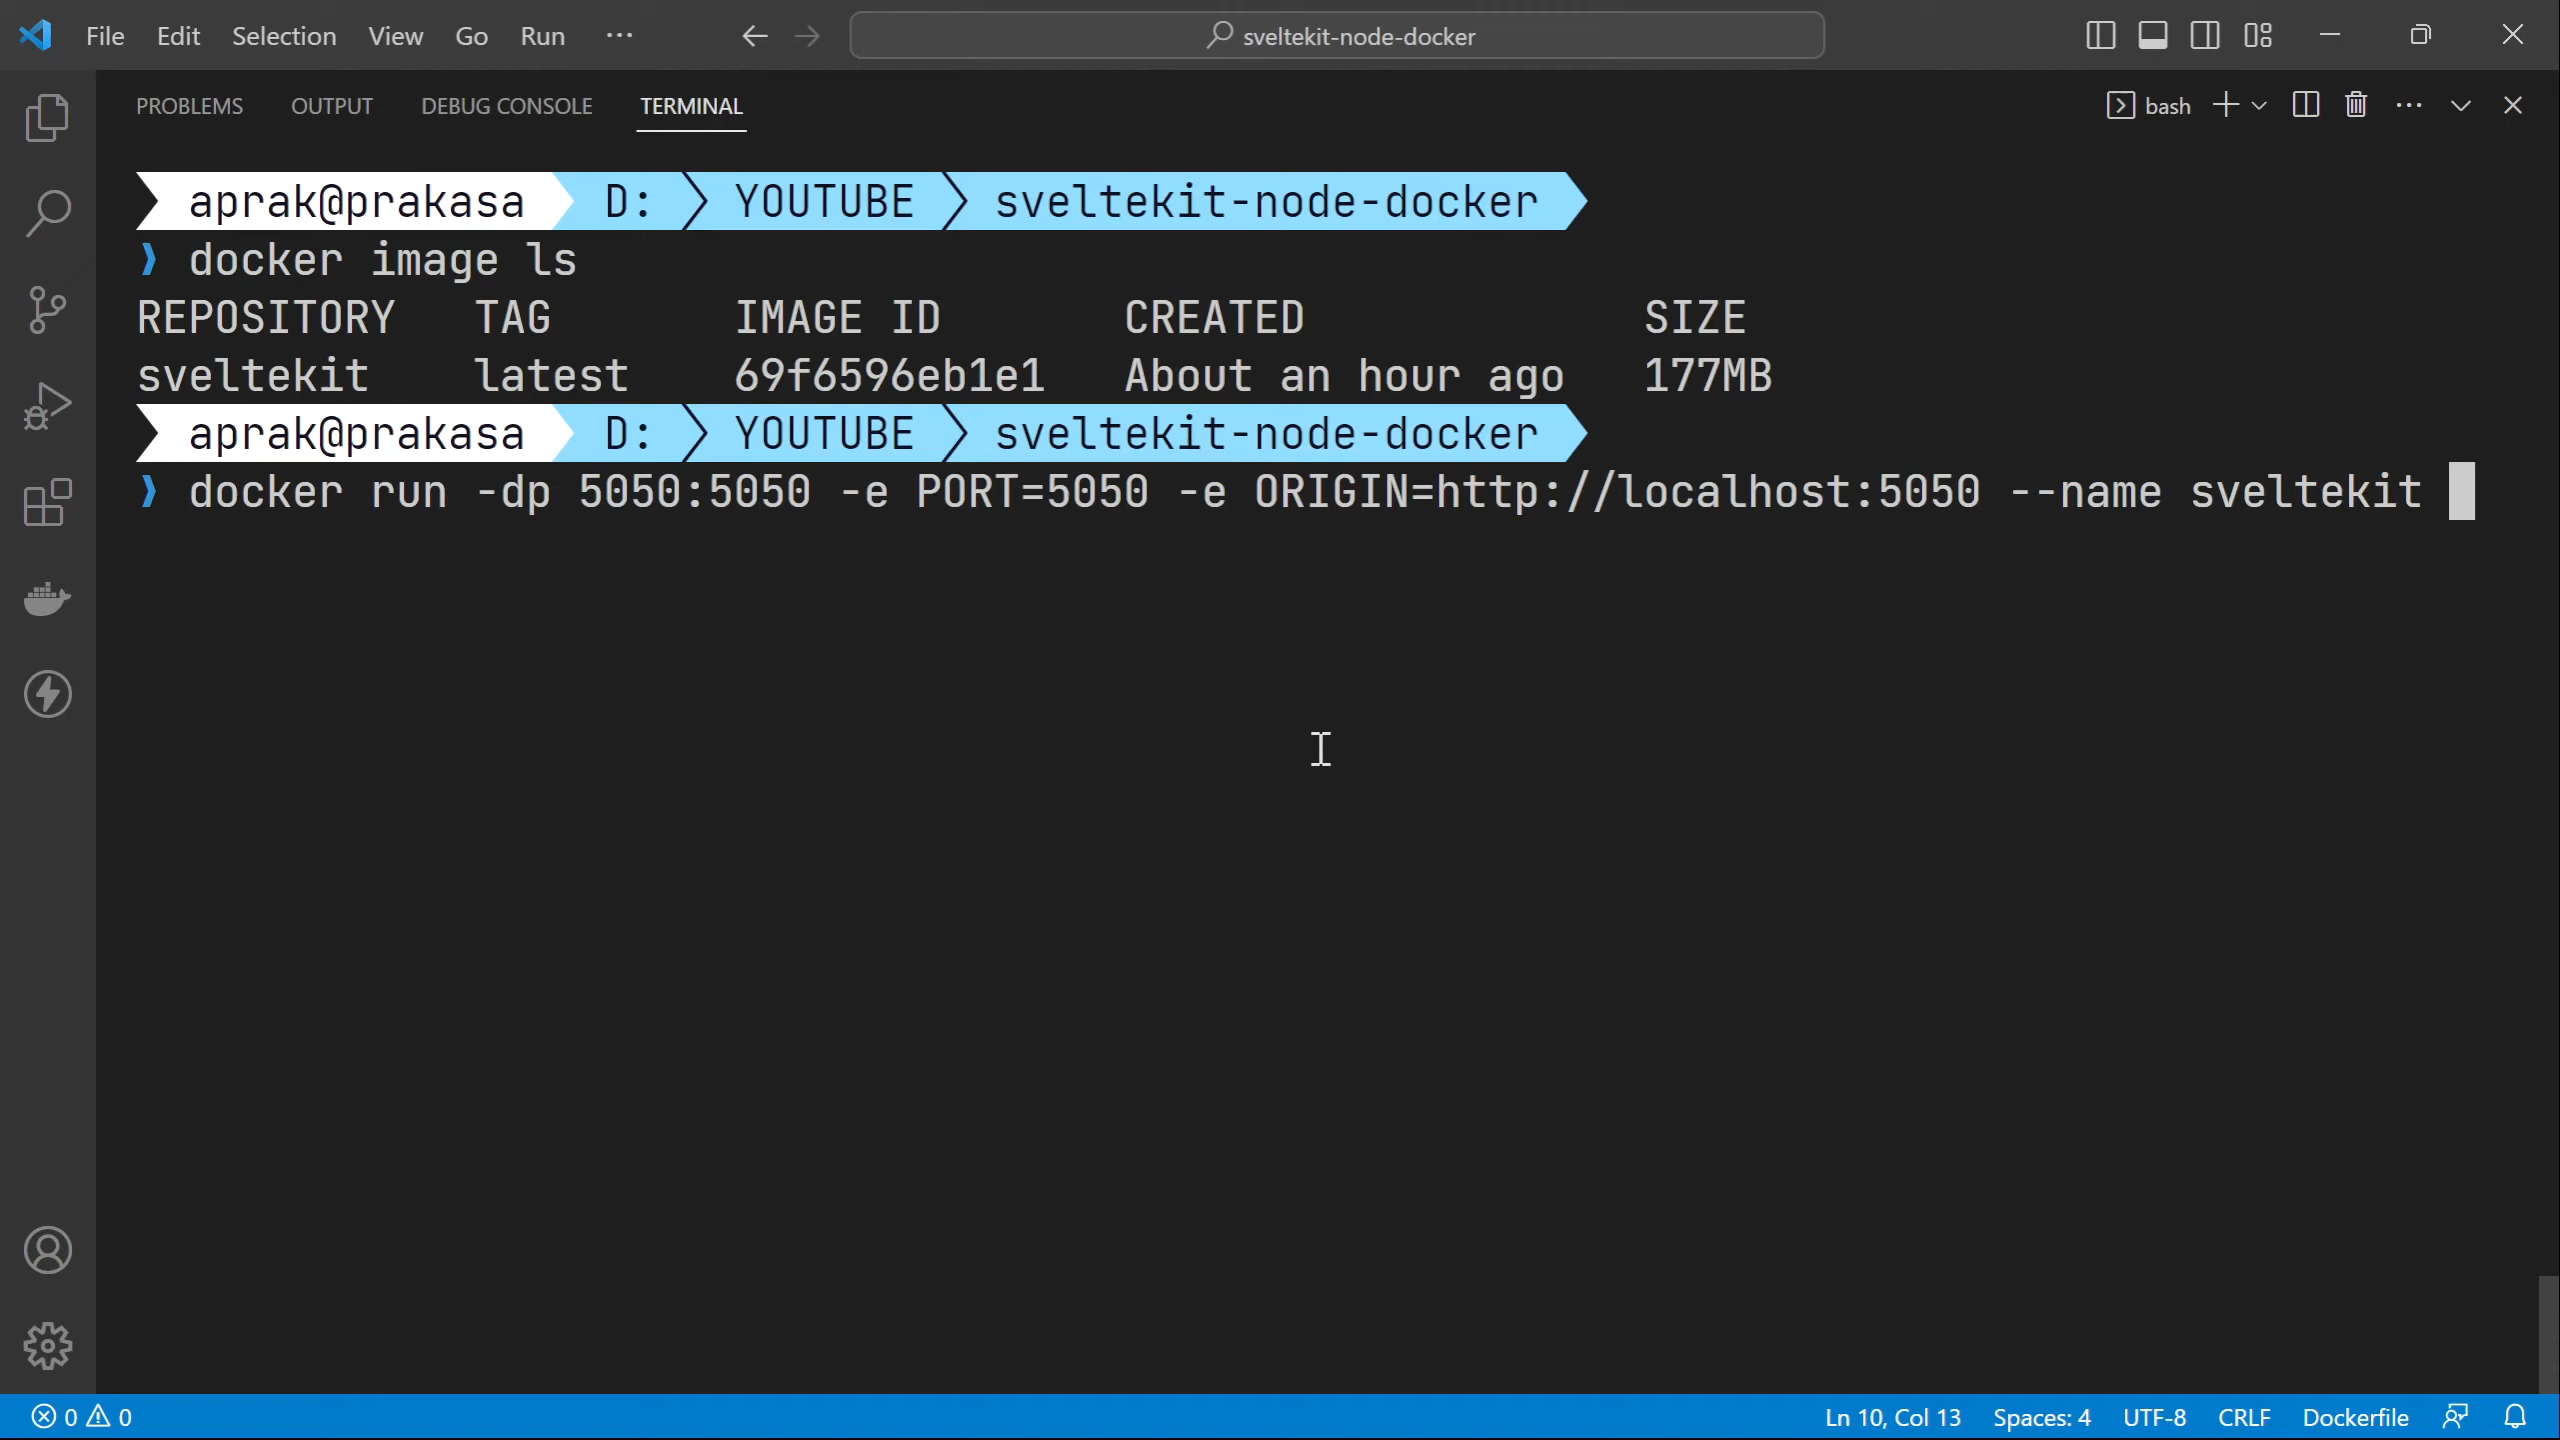 File Edit Selection View Go Run ··· sveltekit-node-docker
PROBLEMS OUTPUT DEBUG CONSOLE TERMINAL bash
aprak@prakasa D: YOUTUBE sveltekit-node-docker
❯ docker image ls
REPOSITORY TAG IMAGE ID CREATED SIZE
sveltekit latest 69f6596eb1e1 About an hour ago 177MB
aprak@prakasa D: YOUTUBE sveltekit-node-docker
❯ docker run -dp 5050:5050 -e PORT=5050 -e ORIGIN=http://localhost:5050 --name sveltekit
0 0 Ln 10, Col 13 Spaces: 4 UTF-8 CRLF Dockerfile